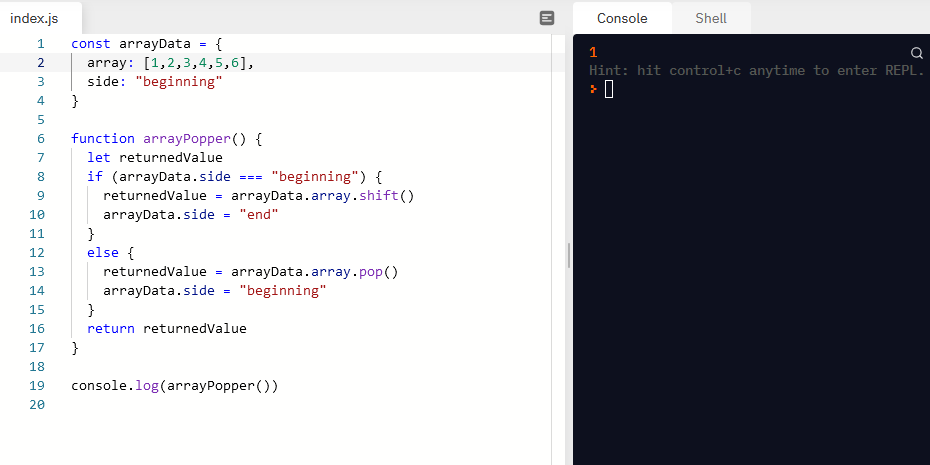 index.js
1 const arrayData = {
2   array: [1,2,3,4,5,6],
3   side: "beginning"
4 }
5
6 function arrayPopper() {
7   let returnedValue
8   if (arrayData.side === "beginning") {
9     returnedValue = arrayData.array.shift()
10     arrayData.side = "end"
11   }
12   else {
13     returnedValue = arrayData.array.pop()
14     arrayData.side = "beginning"
15   }
16   return returnedValue
17 }
18
19 console.log(arrayPopper())
20
Console Shell
1
Hint: hit control+c anytime to enter REPL.